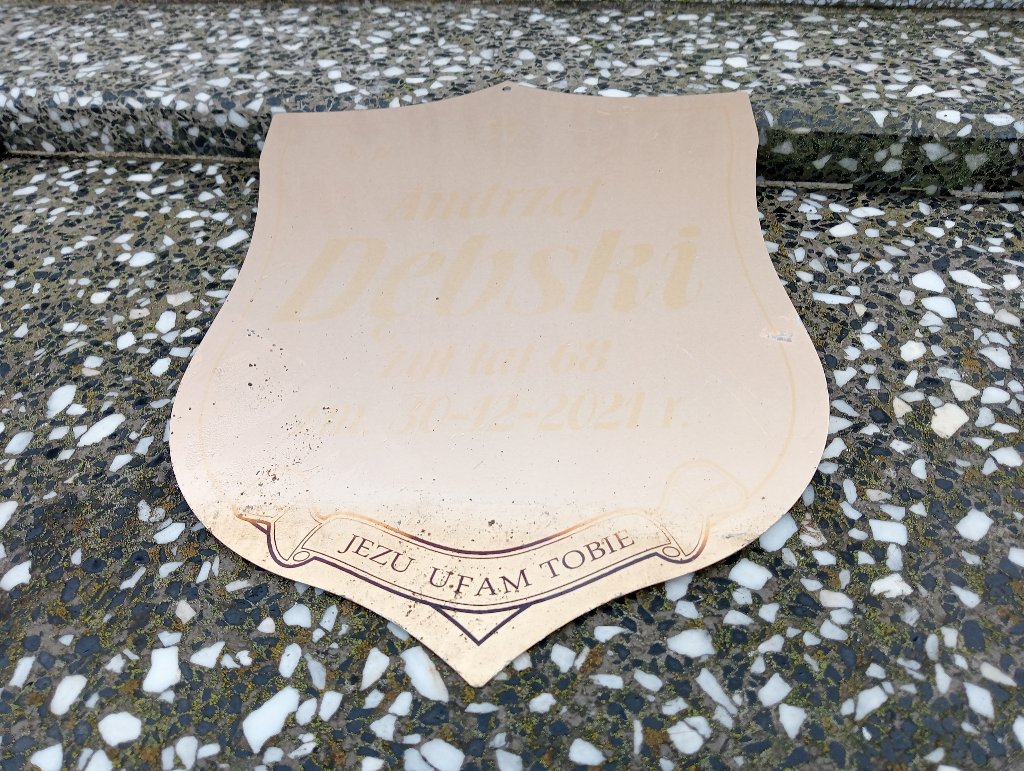 Andrzej
Dębski
żył lat 68
zm. 30-12-2021 r.
JEZU UFAM TOBIE